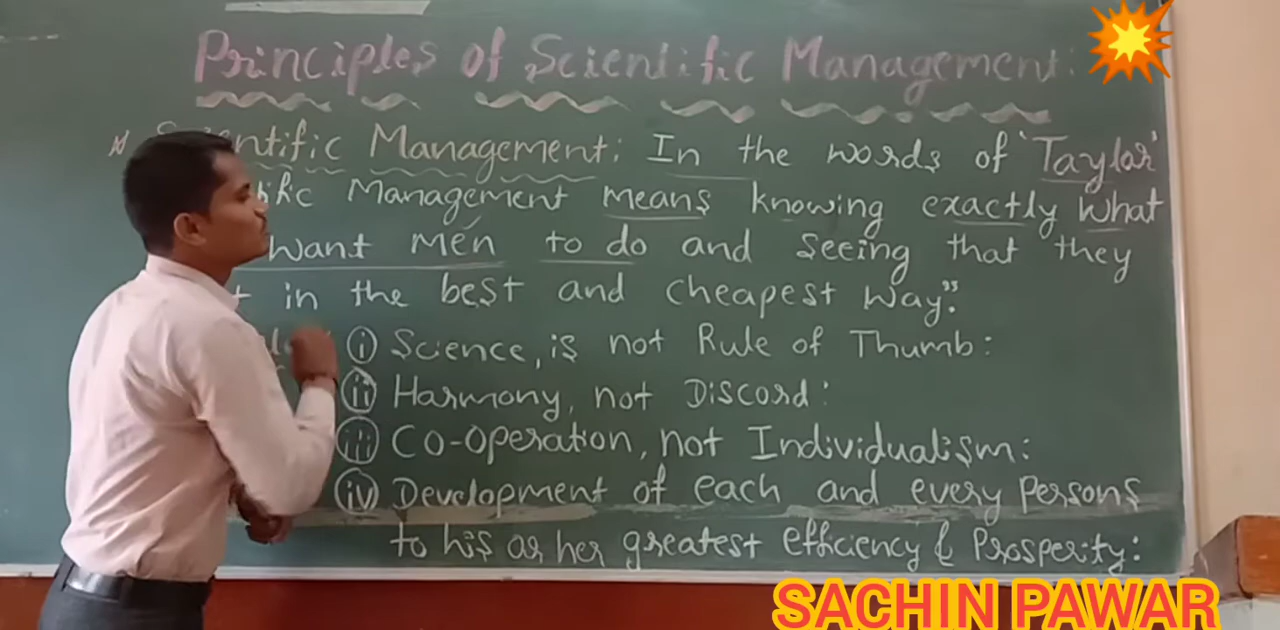 Principles of Scientific Management:
Management: In the words of 'Taylor'
Management means knowing exactly what
want men to do and seeing that they
in the best and cheapest way".
(i) Science, is not Rule of Thumb:
(ii) Harmony, not Discord:
(iii) Co-operation, not Individualism:
(iv) Development of each and every persons
to his or her greatest efficiency & Prosperity:
SACHIN PAWAR